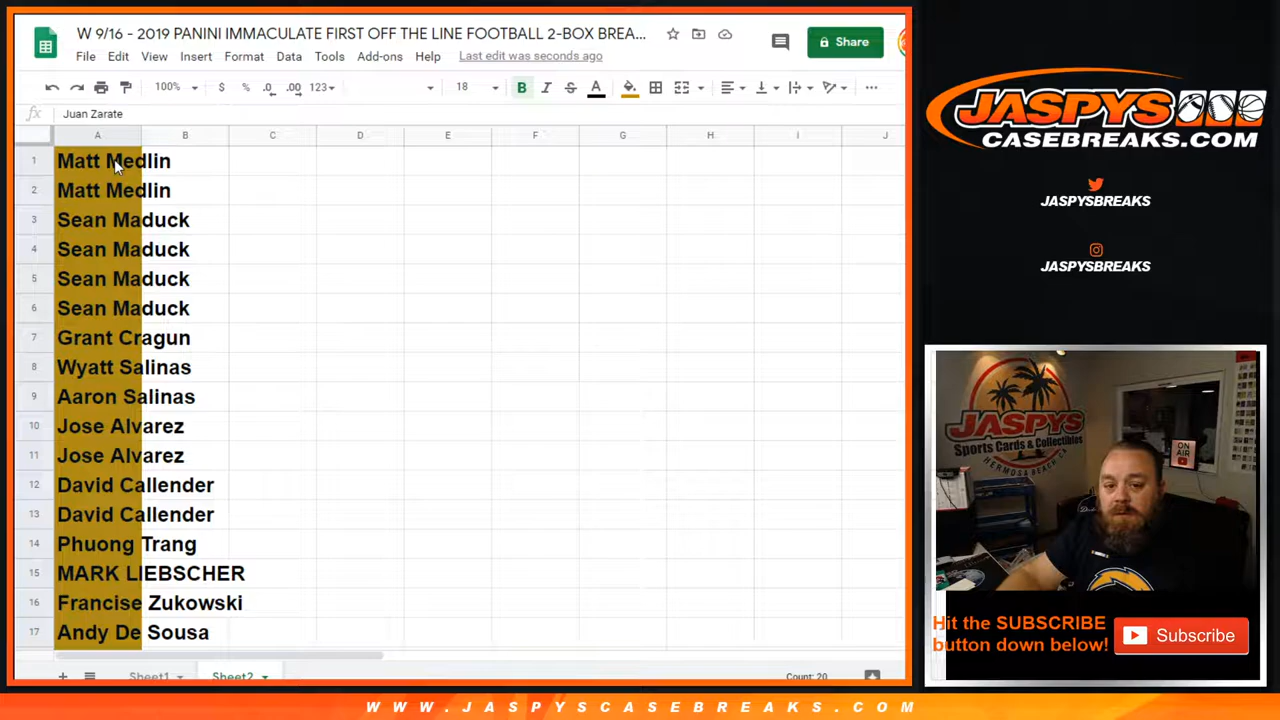 W 9/16 - 2019 PANINI IMMACULATE FIRST OFF THE LINE FOOTBALL 2-BOX BREA...
Share
File Edit View Insert Format Data Tools Add-ons Help Last edit was seconds ago
100% $ % .0 .00 123 18 B I S A
fx Juan Zarate
A B C D E F G H I J
1 Matt Medlin
2 Matt Medlin
3 Sean Maduck
4 Sean Maduck
5 Sean Maduck
6 Sean Maduck
7 Grant Cragun
8 Wyatt Salinas
9 Aaron Salinas
10 Jose Alvarez
11 Jose Alvarez
12 David Callender
13 David Callender
14 Phuong Trang
15 MARK LIEBSCHER
16 Francise Zukowski
17 Andy De Sousa
Sheet1 Sheet2 Count: 20
JASPYS
CASEBREAKS.COM
JASPYSBREAKS
JASPYSBREAKS
JASPYS
Sports Cards & Collectibles
HERMOSA BEACH CA
ON AIR
Hit the SUBSCRIBE
button down below!
Subscribe
WWW.JASPYSCASEBREAKS.COM